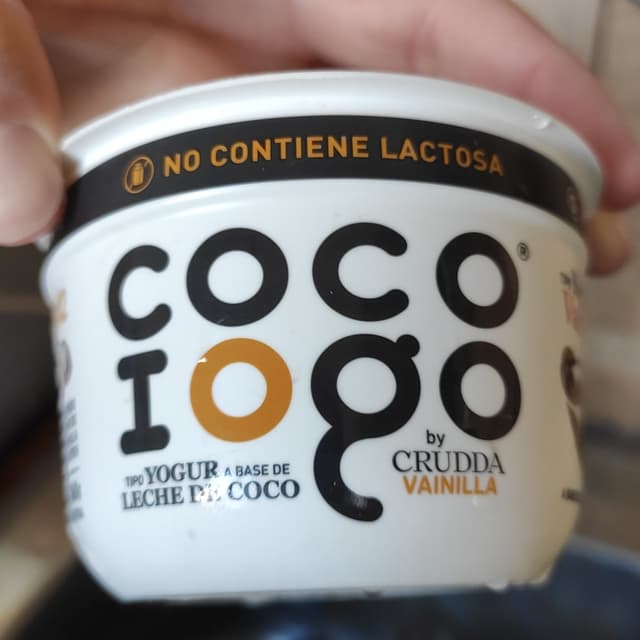 NO CONTIENE LACTOSA
COCO®
IOgO
by
CRUDDA
VAINILLA
TIPO YOGUR A BASE DE
LECHE DE COCO